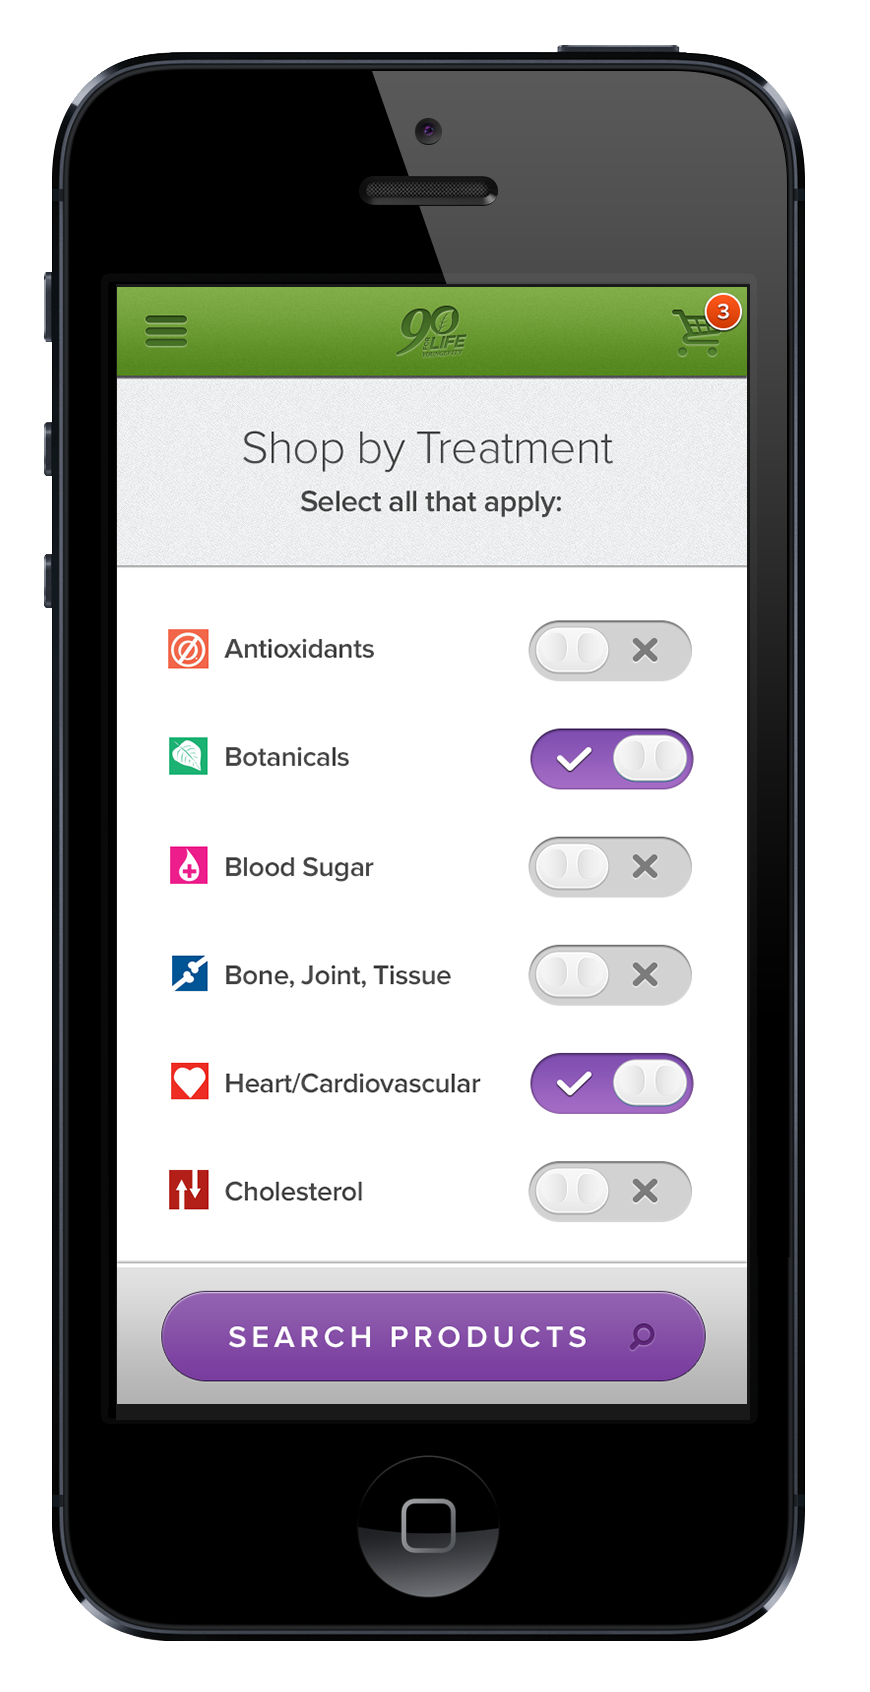 3
90
FOR LIFE
YOUNGEVITY
Shop by Treatment
Select all that apply:
Antioxidants
Botanicals
Blood Sugar
Bone, Joint, Tissue
Heart/Cardiovascular
Cholesterol
SEARCH PRODUCTS